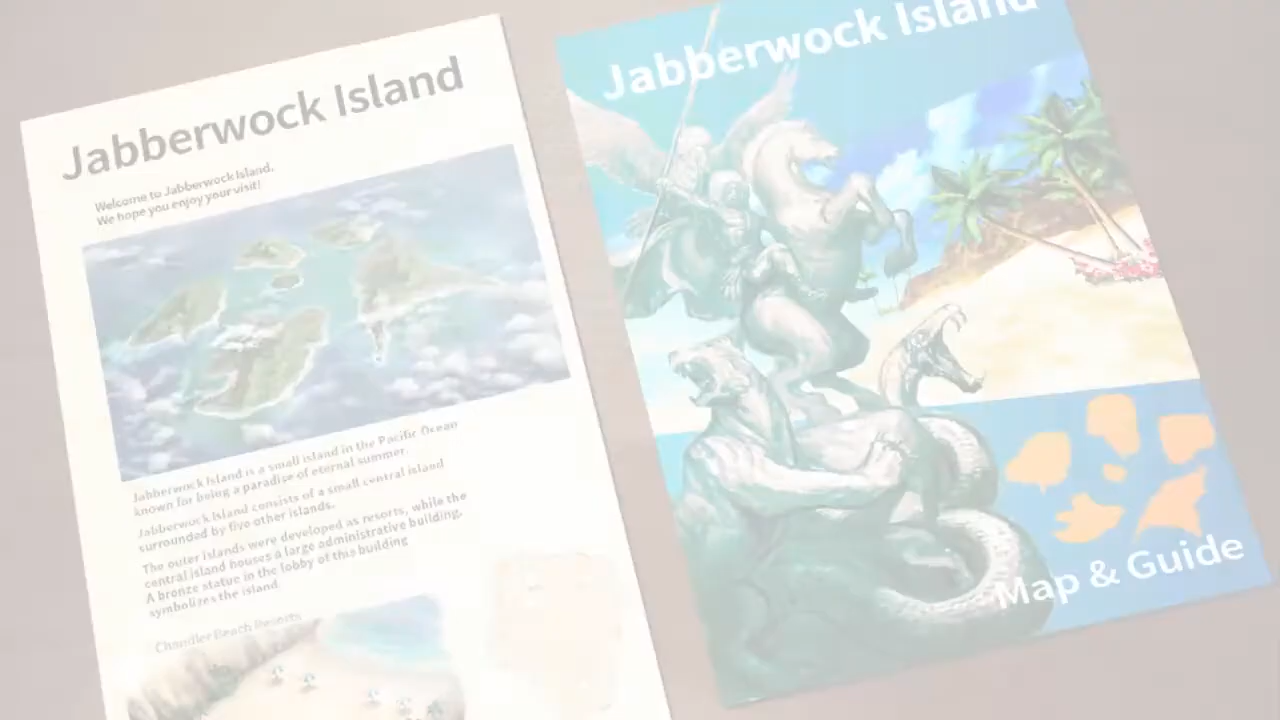 Jabberwock Island
Welcome to Jabberwock Island,
We hope you enjoy your visit!
Jabberwock Island is a small island in the Pacific Ocean
known for being a paradise of eternal summer.
Jabberwock Island consists of a small central island
surrounded by five other islands.
The outer islands were developed as resorts, while the
central island houses a large administrative building.
A bronze statue in the lobby of this building
symbolizes the island.
Chandler Beach Resorts
Jabberwock Island
Map & Guide